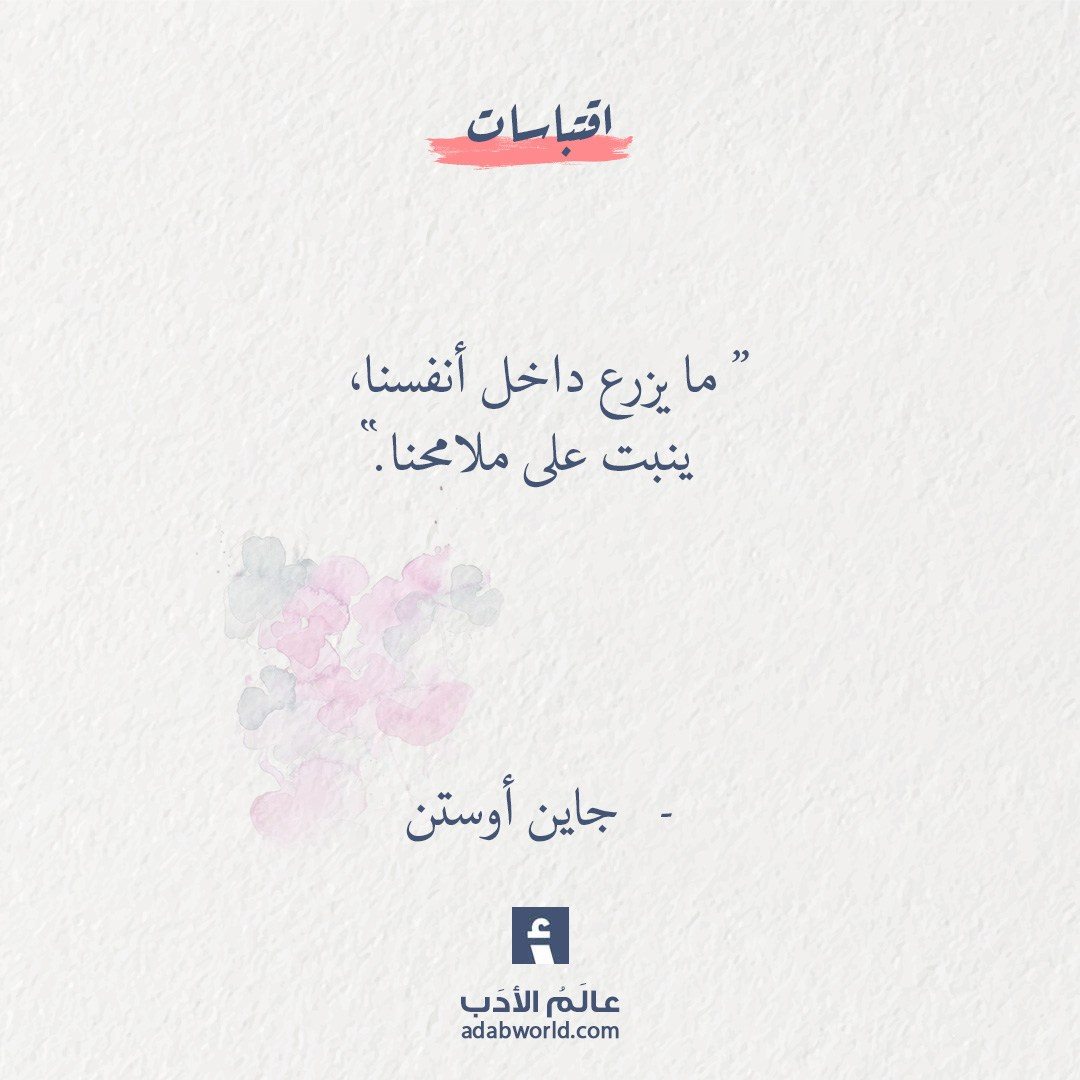 اقتباسات
” ما يزرع داخل أنفسنا،
ينبت على ملامحنا.“
- جاين أوستن
أ
عالَمُ الأدَب
adabworld.com